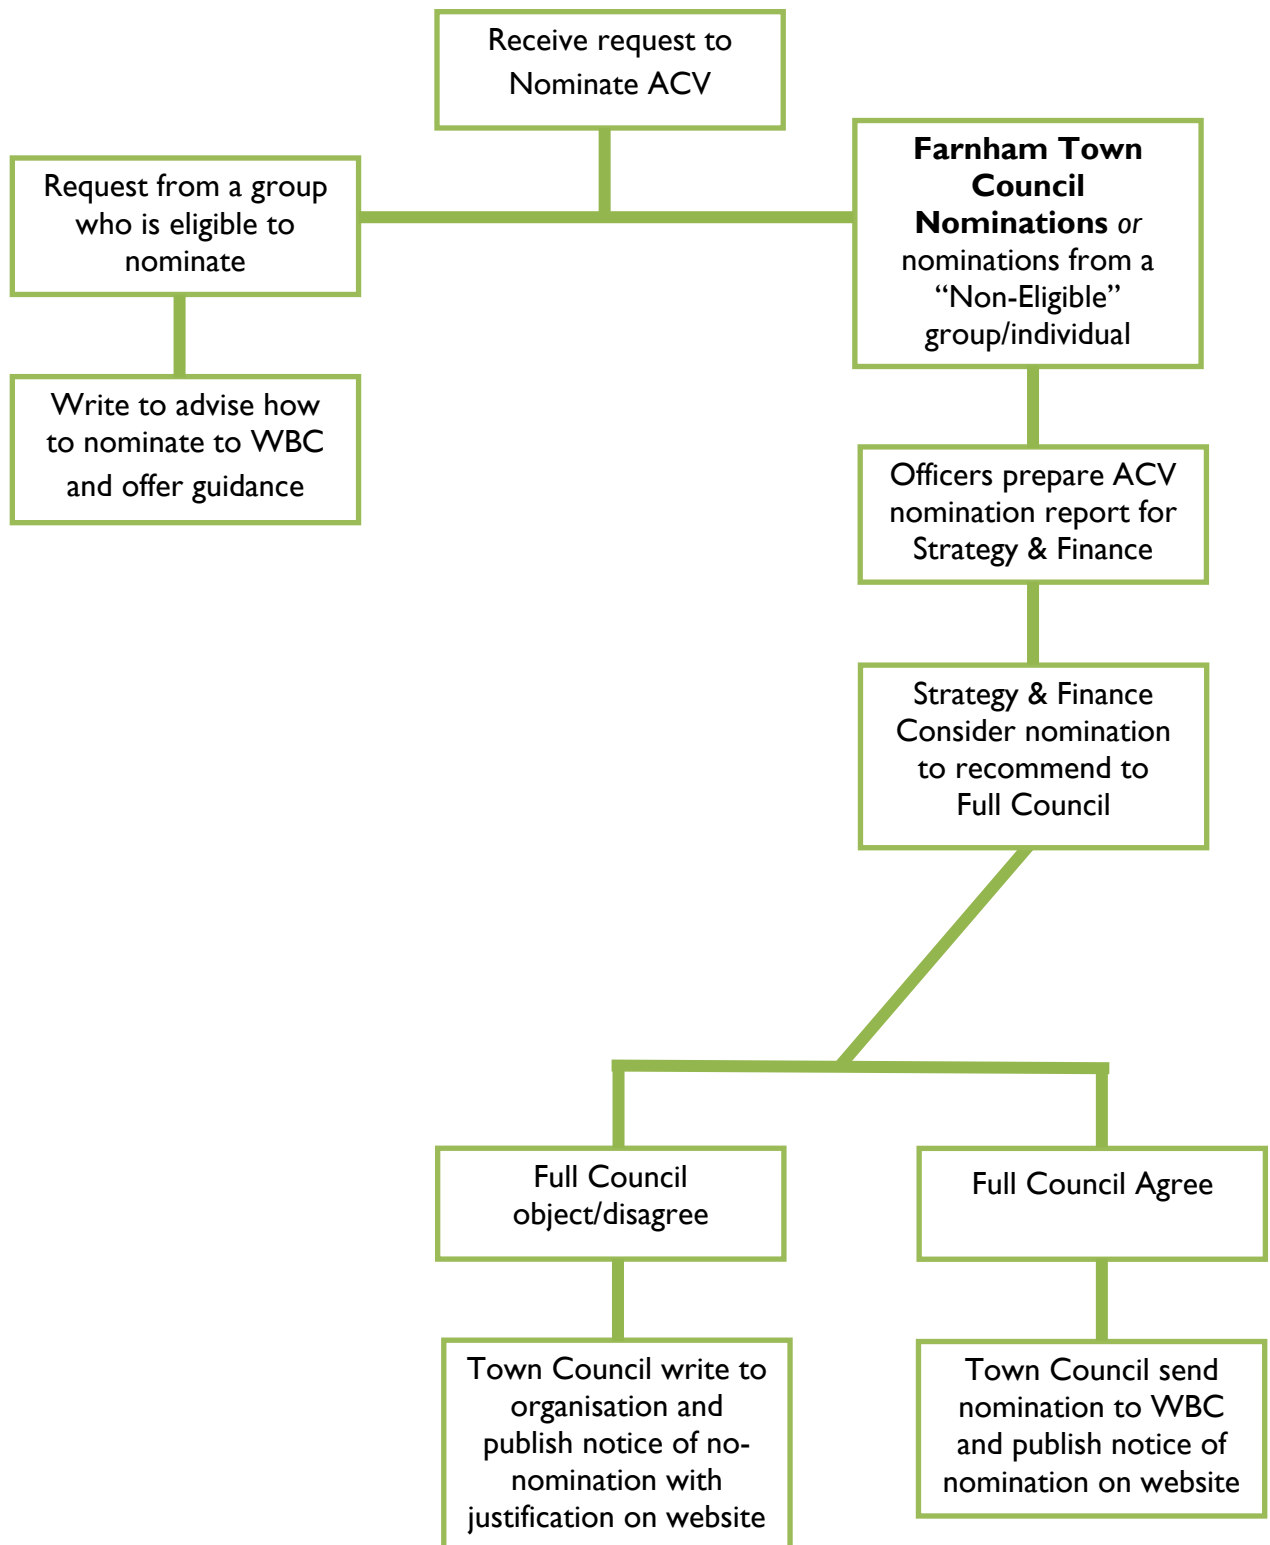 Receive request to
Nominate ACV
Request from a group
who is eligible to
nominate
Farnham Town
Council
Nominations or
nominations from a
“Non-Eligible”
group/individual
Write to advise how
to nominate to WBC
and offer guidance
Officers prepare ACV
nomination report for
Strategy & Finance
Strategy & Finance
Consider nomination
to recommend to
Full Council
Full Council
object/disagree
Full Council Agree
Town Council write to
organisation and
publish notice of no-
nomination with
justification on website
Town Council send
nomination to WBC
and publish notice of
nomination on website